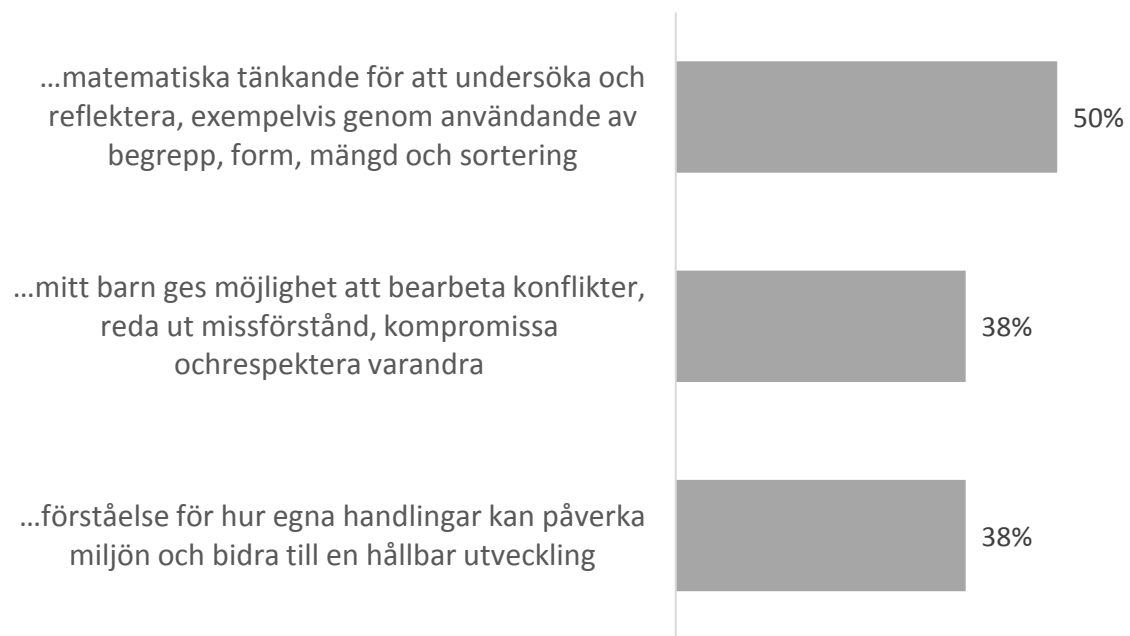 ...matematiska tänkande för att undersöka och
reflektera, exempelvis genom användande av
begrepp, form, mängd och sortering
50%
...mitt barn ges möjlighet att bearbeta konflikter,
reda ut missförstånd, kompromissa
ochrespektera varandra
38%
...förståelse för hur egna handlingar kan påverka
miljön och bidra till en hållbar utveckling
38%